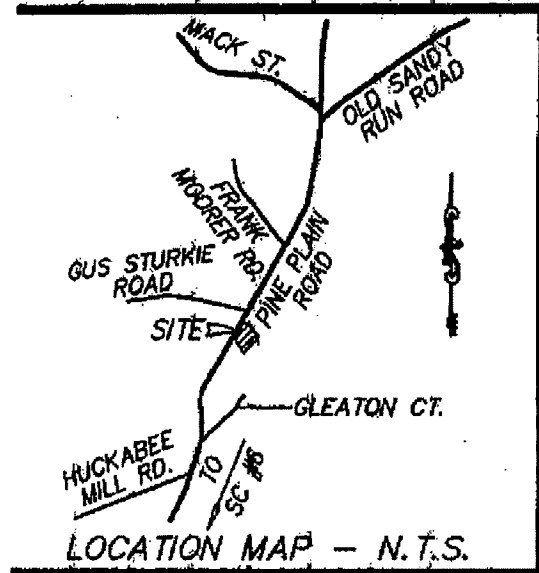 MACK ST.
OLD SANDY
RUN ROAD
FRANK
MOORER RD.
PINE PLAIN
ROAD
GUS STURKIE
ROAD
SITE
GLEATON CT.
HUCKABEE
MILL RD.
TO
SC #6
LOCATION MAP - N.T.S.